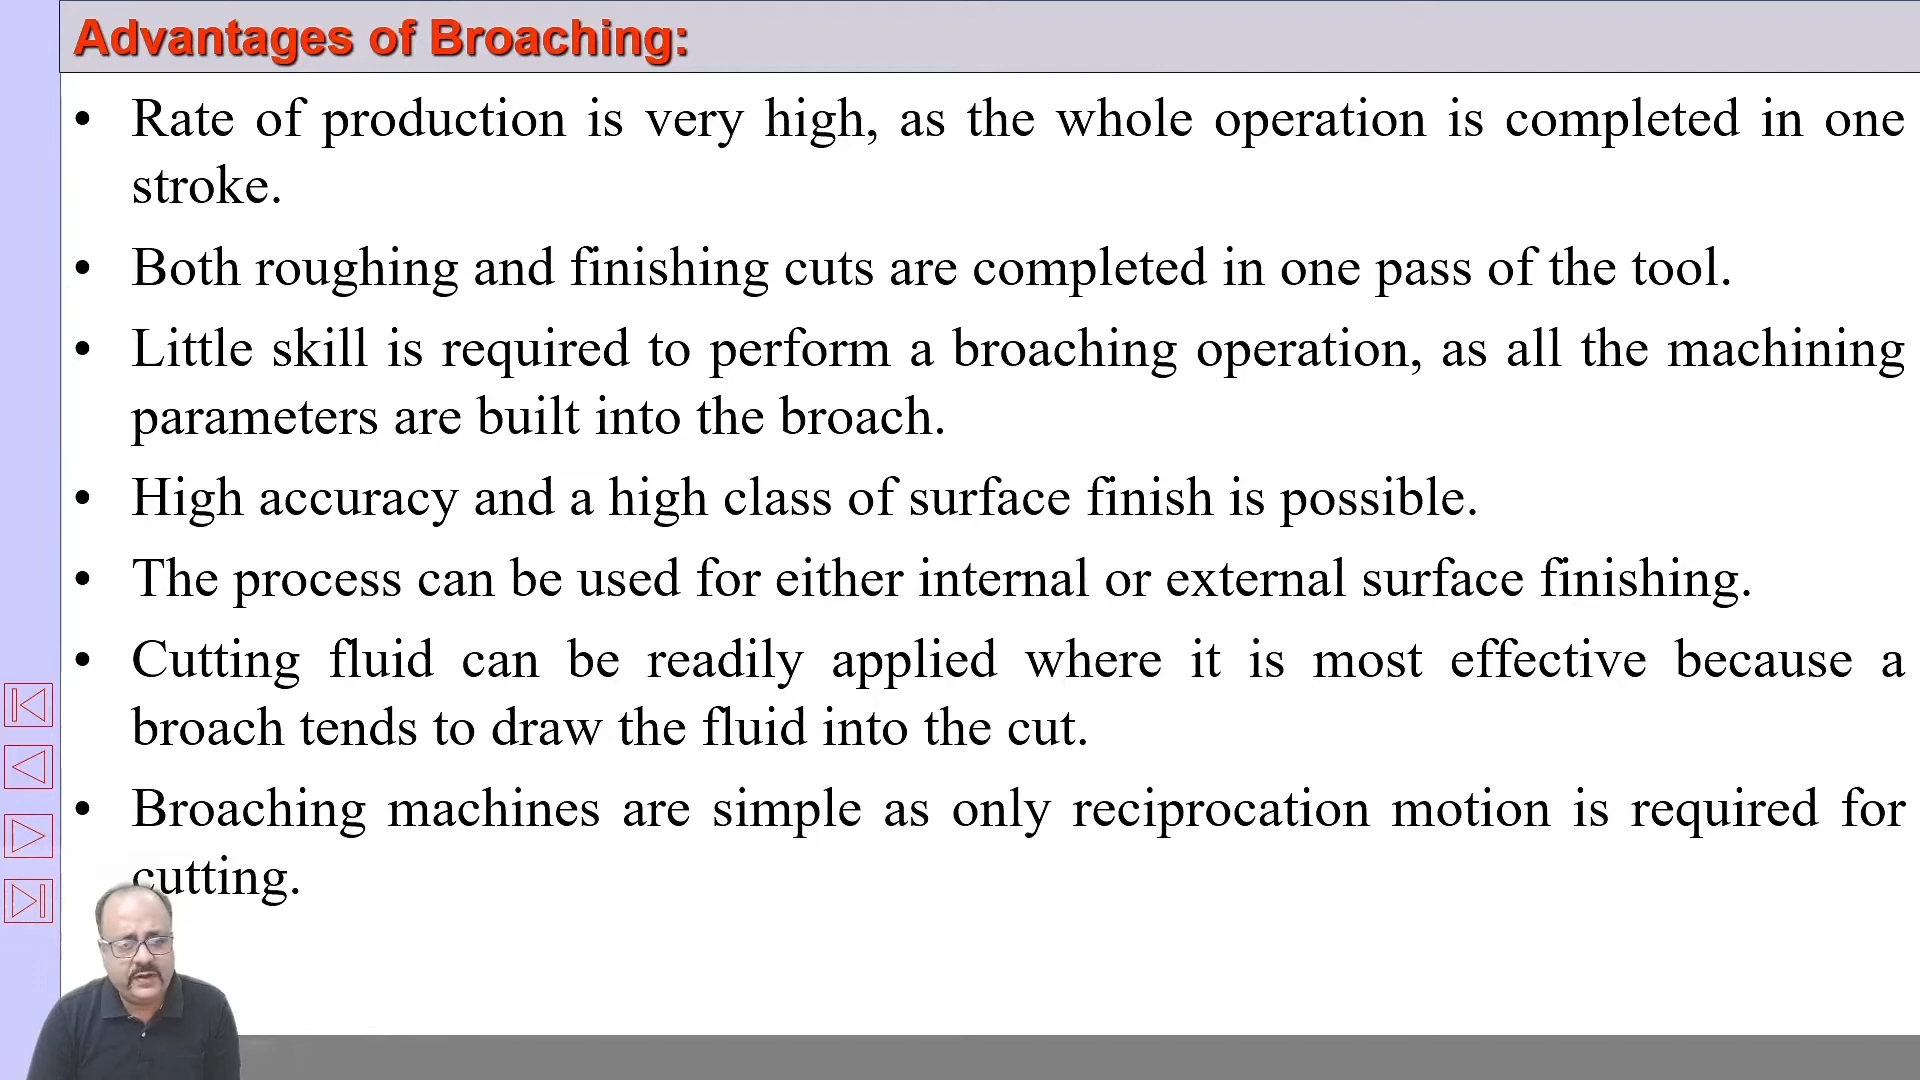 Advantages of Broaching:
• Rate of production is very high, as the whole operation is completed in one
stroke.
• Both roughing and finishing cuts are completed in one pass of the tool.
• Little skill is required to perform a broaching operation, as all the machining
parameters are built into the broach.
• High accuracy and a high class of surface finish is possible.
• The process can be used for either internal or external surface finishing.
• Cutting fluid can be readily applied where it is most effective because a
broach tends to draw the fluid into the cut.
• Broaching machines are simple as only reciprocation motion is required for
cutting.